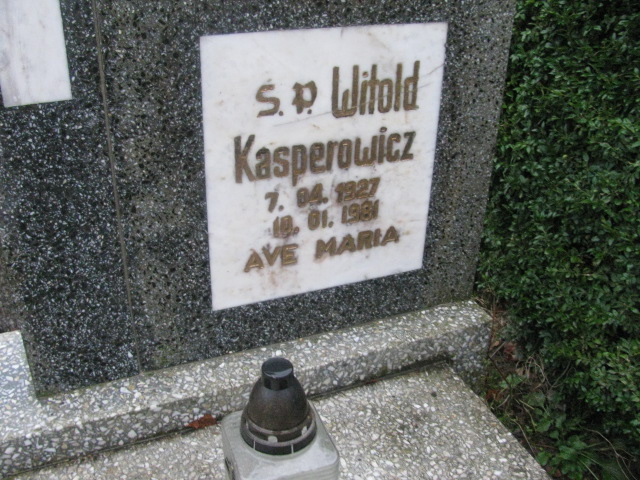 Ś. P. Witold
Kasperowicz
7. 04. 1927
18. 01. 1981
AVE MARIA